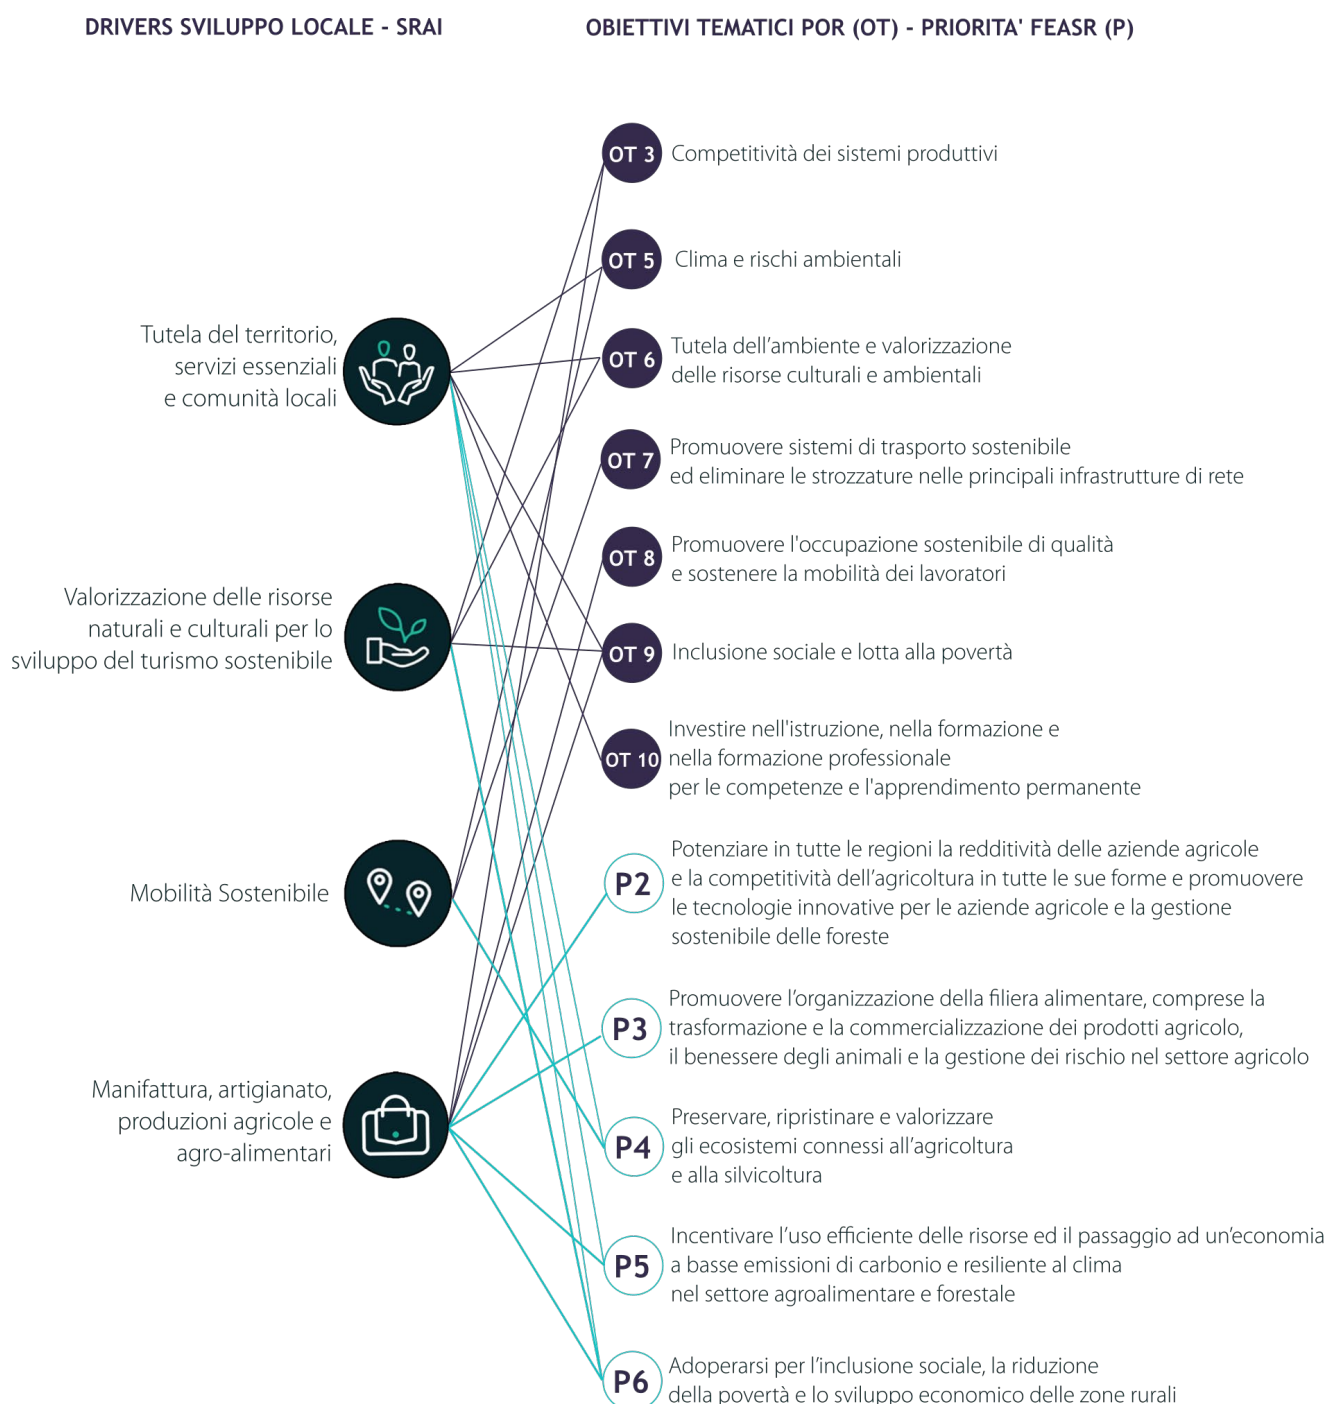 DRIVERS SVILUPPO LOCALE - SRAI
OBIETTIVI TEMATICI POR (OT) - PRIORITA' FEASR (P)
Tutela del territorio,
servizi essenziali
e comunità locali
Valorizzazione delle risorse
naturali e culturali per lo
sviluppo del turismo sostenibile
Mobilità Sostenibile
Manifattura, artigianato,
produzioni agricole e
agro-alimentari
OT 3 Competitività dei sistemi produttivi
OT 5 Clima e rischi ambientali
OT 6 Tutela dell’ambiente e valorizzazione
delle risorse culturali e ambientali
OT 7 Promuovere sistemi di trasporto sostenibile
ed eliminare le strozzature nelle principali infrastrutture di rete
OT 8 Promuovere l'occupazione sostenibile di qualità
e sostenere la mobilità dei lavoratori
OT 9 Inclusione sociale e lotta alla povertà
OT 10 Investire nell'istruzione, nella formazione e
nella formazione professionale
per le competenze e l'apprendimento permanente
P2 Potenziare in tutte le regioni la redditività delle aziende agricole
e la competitività dell’agricoltura in tutte le sue forme e promuovere
le tecnologie innovative per le aziende agricole e la gestione
sostenibile delle foreste
P3 Promuovere l’organizzazione della filiera alimentare, comprese la
trasformazione e la commercializzazione dei prodotti agricolo,
il benessere degli animali e la gestione dei rischio nel settore agricolo
P4 Preservare, ripristinare e valorizzare
gli ecosistemi connessi all’agricoltura
e alla silvicoltura
P5 Incentivare l’uso efficiente delle risorse ed il passaggio ad un’economia
a basse emissioni di carbonio e resiliente al clima
nel settore agroalimentare e forestale
P6 Adoperarsi per l’inclusione sociale, la riduzione
della povertà e lo sviluppo economico delle zone rurali